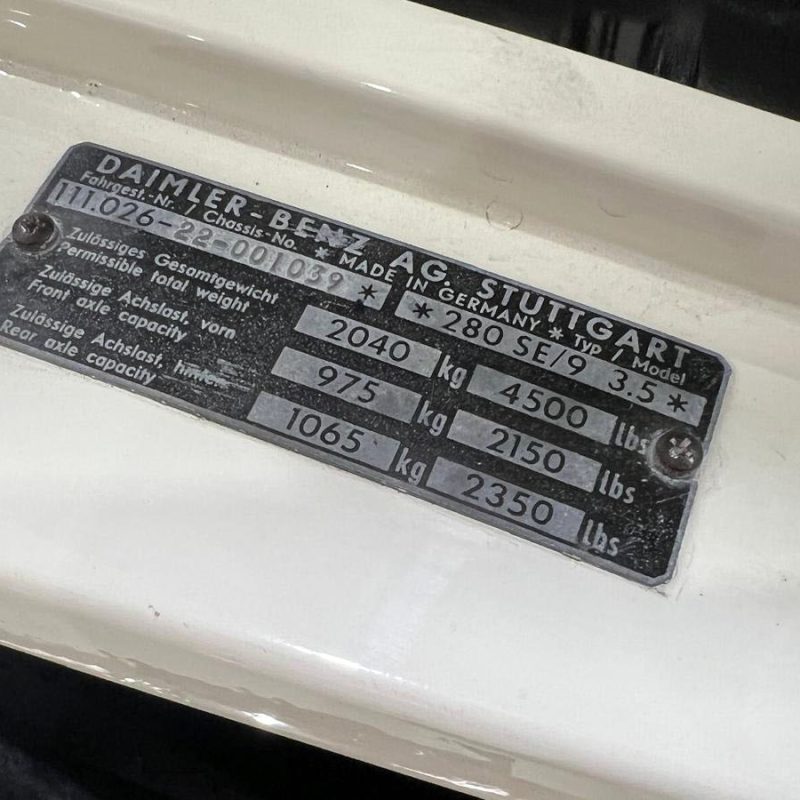 DAIMLER-BENZ AG. STUTTGART
Fahrgest.-Nr. / Chassis-No. * MADE IN GERMANY * Typ / Model
111.026-22-001039 * * 280 SE/9 3.5 *
Zulässiges Gesamtgewicht
Permissible total weight 2040 kg 4500 lbs
Zulässige Achslast, vorn
Front axle capacity 975 kg 2150 lbs
Zulässige Achslast, hinten
Rear axle capacity 1065 kg 2350 lbs